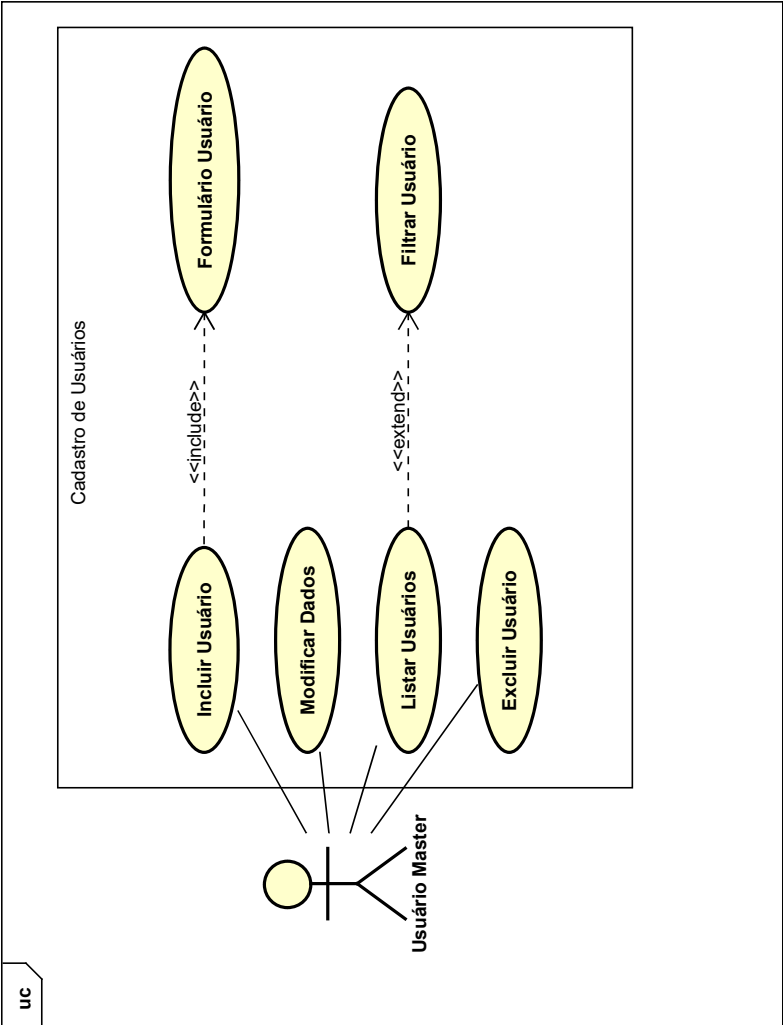 uc
Cadastro de Usuários
Incluir Usuário
<<include>>
Formulário Usuário
Modificar Dados
Listar Usuários
<<extend>>
Filtrar Usuário
Excluir Usuário
Usuário Master